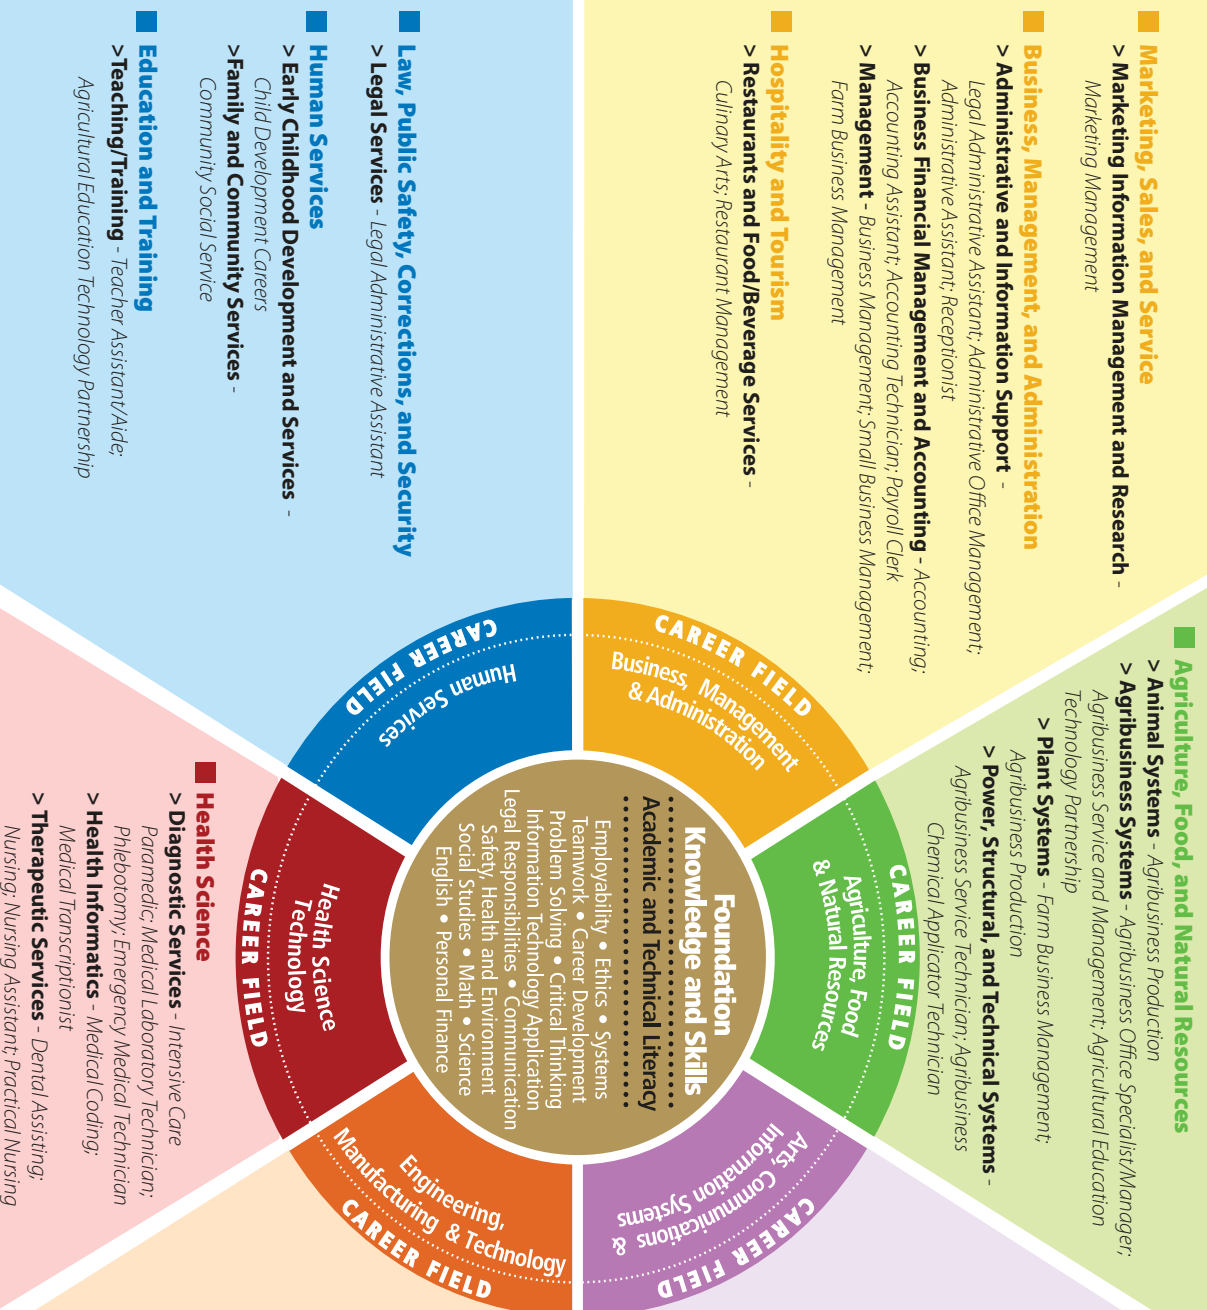 Marketing, Sales, and Service
> Marketing Information Management and Research -
Marketing Management
Business, Management, and Administration
> Administrative and Information Support -
Legal Administrative Assistant; Administrative Office Management;
Administrative Assistant; Receptionist
> Business Financial Management and Accounting - Accounting;
Accounting Assistant; Accounting Technician; Payroll Clerk
> Management - Business Management; Small Business Management;
Farm Business Management
Hospitality and Tourism
> Restaurants and Food/Beverage Services -
Culinary Arts; Restaurant Management
Law, Public Safety, Corrections, and Security
> Legal Services - Legal Administrative Assistant
Human Services
> Early Childhood Development and Services -
Child Development Careers
>Family and Community Services -
Community Social Service
Education and Training
>Teaching/Training - Teacher Assistant/Aide;
Agricultural Education Technology Partnership
Agriculture, Food, and Natural Resources
> Animal Systems - Agribusiness Production
> Agribusiness Systems - Agribusiness Office Specialist/Manager;
Agribusiness Service and Management; Agricultural Education
Technology Partnership
> Plant Systems - Farm Business Management;
Agribusiness Production
> Power, Structural, and Technical Systems -
Agribusiness Service Technician; Agribusiness
Chemical Applicator Technician
CAREER FIELD
Business, Management
& Administration
CAREER FIELD
Human Services
CAREER FIELD
Agriculture, Food
& Natural Resources
Foundation
Knowledge and Skills
Academic and Technical Literacy
Employability • Ethics • Systems
Teamwork • Career Development
Problem Solving • Critical Thinking
Information Technology Application
Legal Responsibilities • Communication
Safety, Health and Environment
Social Studies • Math • Science
English • Personal Finance
Health Science
Technology
CAREER FIELD
Arts, Communications &
Information Systems
CAREER FIELD
Engineering,
Manufacturing & Technology
CAREER FIELD
Health Science
> Diagnostic Services - Intensive Care
Paramedic; Medical Laboratory Technician;
Phlebotomy; Emergency Medical Technician
> Health Informatics - Medical Coding;
Medical Transcriptionist
> Therapeutic Services - Dental Assisting;
Nursing; Nursing Assistant; Practical Nursing